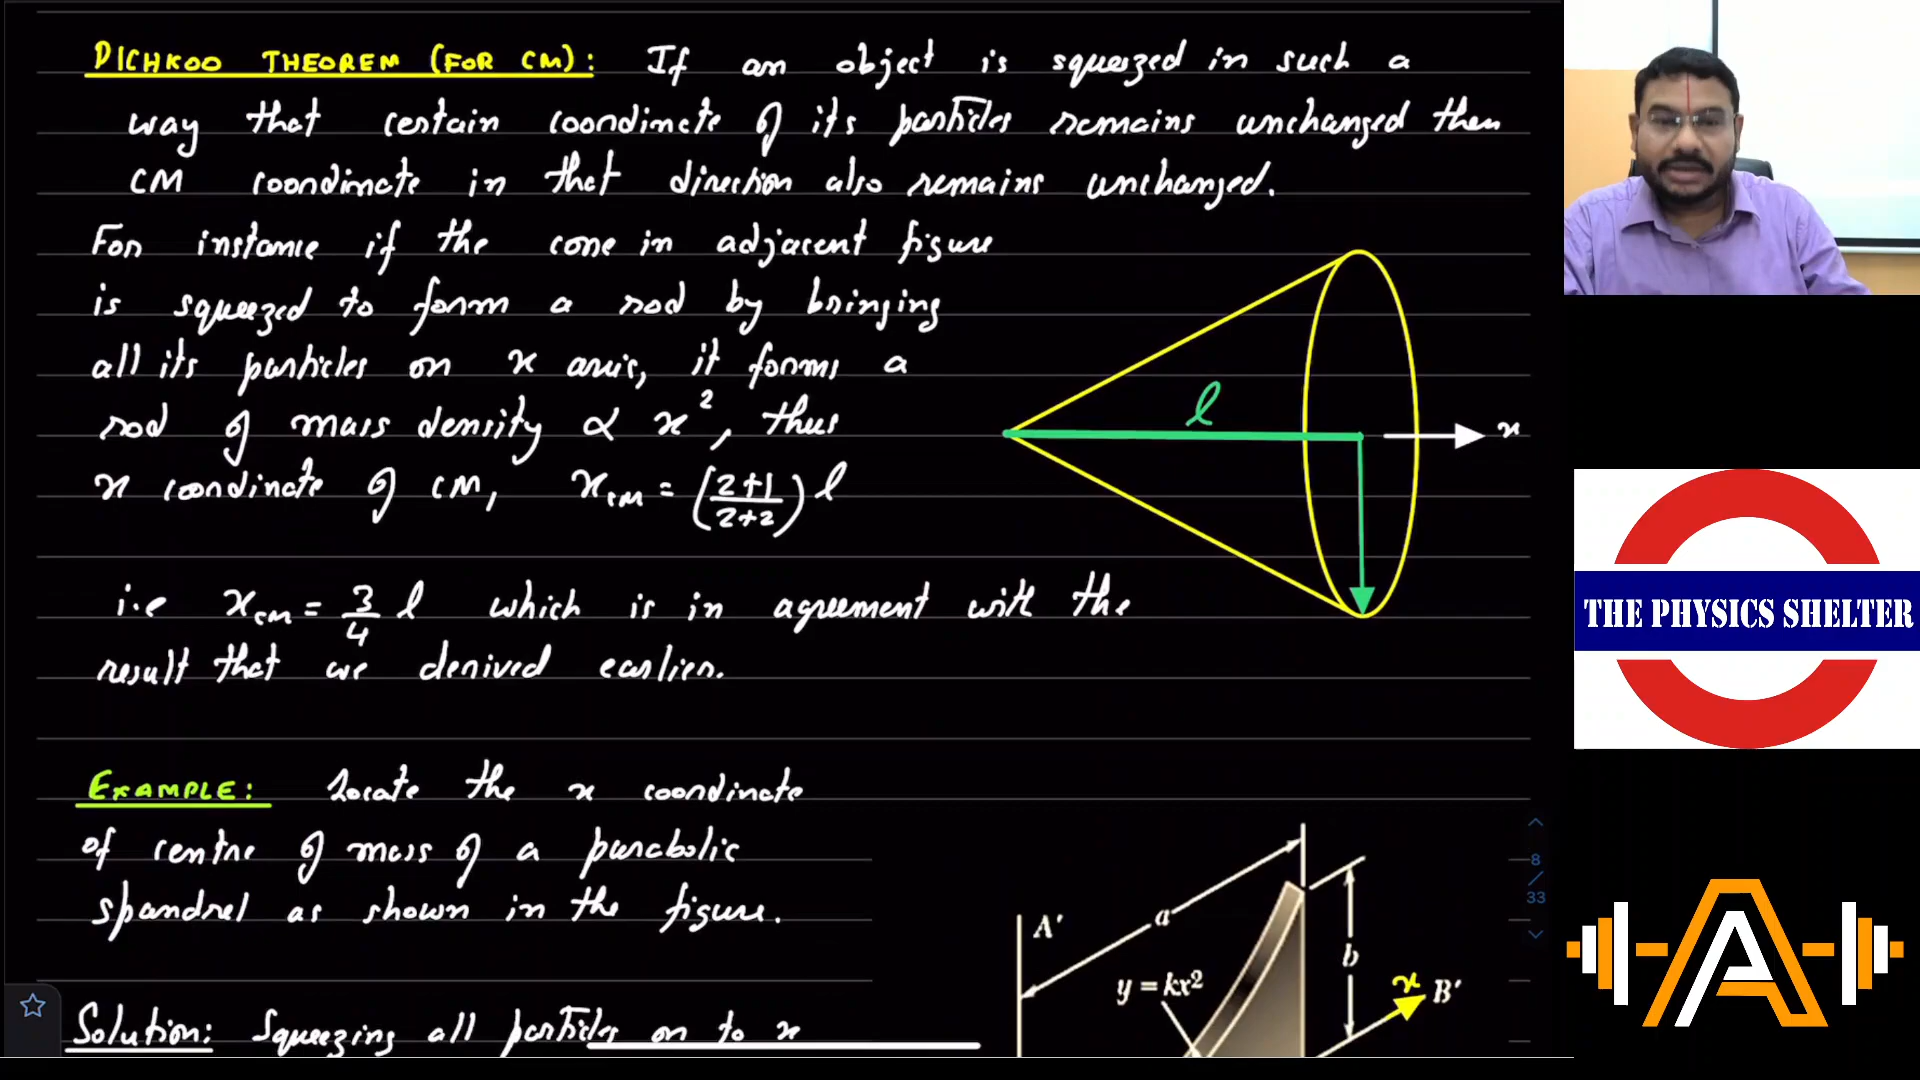 PICHKOO THEOREM (FOR CM): If an object is squeezed in such a
way that certain coordinate of its particles remains unchanged then
CM coordinate in that direction also remains unchanged.
For instance if the cone in adjacent figure
is squeezed to form a rod by bringing
all its particles on x axis, it forms a
rod of mass density α x², thus
x coordinate of CM, x_cm = (2+1/2+2) l
i.e x_cm = 3/4 l which is in agreement with the
result that we derived earlier.
l
x
EXAMPLE: Locate the x coordinate
of centre of mass of a parabolic
spandrel as shown in the figure.
Solution: Squeezing all particles on to x
A'
a
b
y = kx²
x B'
8
/
33
THE PHYSICS SHELTER